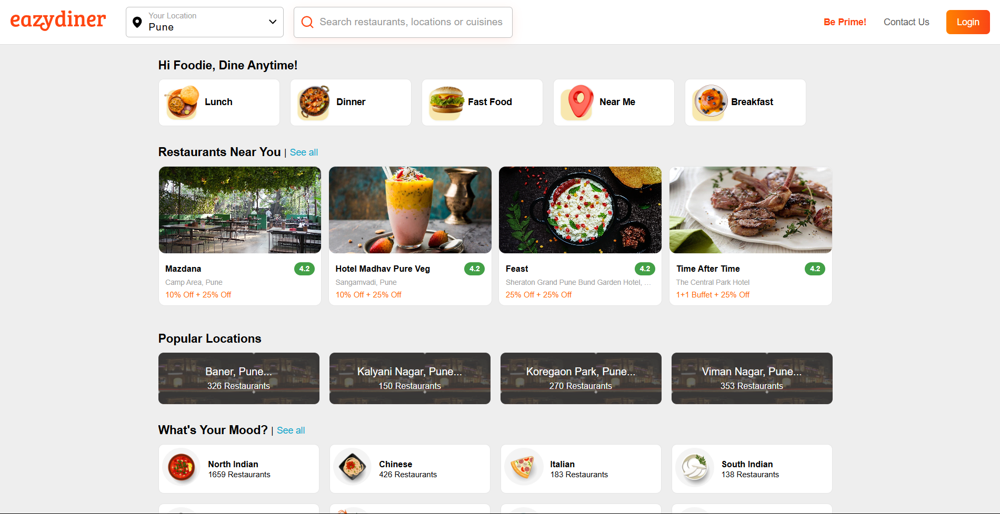 eazydiner
Your Location
Pune
Search restaurants, locations or cuisines
Be Prime!
Contact Us
Login
Hi Foodie, Dine Anytime!
Lunch
Dinner
Fast Food
Near Me
Breakfast
Restaurants Near You | See all
Mazdana
4.2
Camp Area, Pune
10% Off + 25% Off
Hotel Madhav Pure Veg
4.2
Sangamvadi, Pune
10% Off + 25% Off
Feast
4.2
Sheraton Grand Pune Bund Garden Hotel, ...
25% Off + 25% Off
Time After Time
4.2
The Central Park Hotel
1+1 Buffet + 25% Off
Popular Locations
Baner, Pune...
326 Restaurants
Kalyani Nagar, Pune...
150 Restaurants
Koregaon Park, Pune...
270 Restaurants
Viman Nagar, Pune...
353 Restaurants
What's Your Mood? | See all
North Indian
1659 Restaurants
Chinese
426 Restaurants
Italian
183 Restaurants
South Indian
138 Restaurants